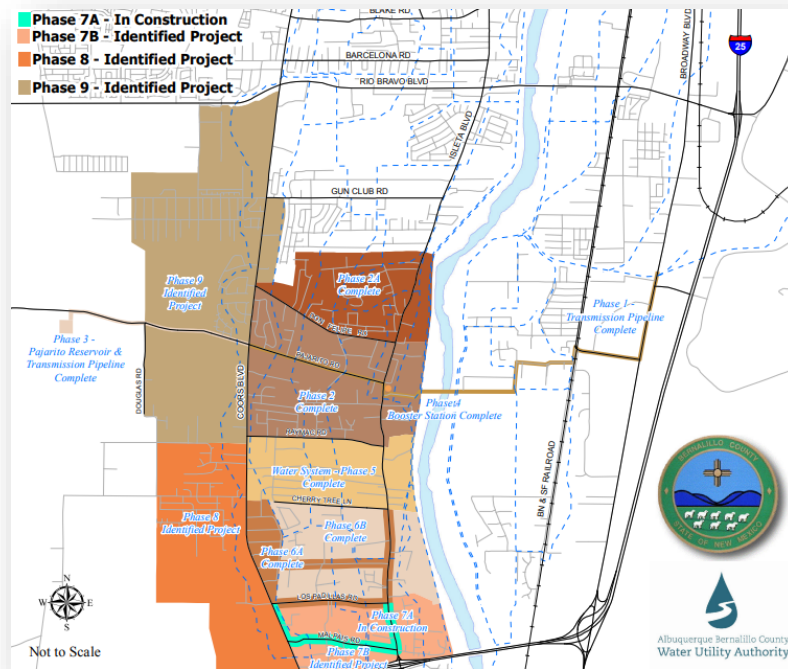 Phase 7A - In Construction
Phase 7B - Identified Project
Phase 8 - Identified Project
Phase 9 - Identified Project
BLAKE RD
BARCELONA RD
RIO BRAVO BLVD
BROADWAY BLVD
25
ISLETA BLVD
GUN CLUB RD
Phase 9
Identified
Project
Phase 2A
Complete
Phase 1 -
Transmission Pipeline
Complete
Phase 3 -
Pajarito Reservoir &
Transmission Pipeline
Complete
DON FELIPE RD
PAJARITO RD
DOUGLAS RD
COORS BLVD
Phase 2
Complete
Phase 4
Booster Station Complete
BN & SF RAILROAD
Water System - Phase 5
Complete
CHERRY TREE LN
Phase 8
Identified Project
Phase 6B
Complete
Phase 6A
Complete
LOS PADILLAS RD
Phase 7A
In Construction
MALPAIS RD
Phase 7B
Identified Project
N
W
E
S
Not to Scale
BERNALILLO COUNTY
STATE OF NEW MEXICO
Albuquerque Bernalillo County
Water Utility Authority